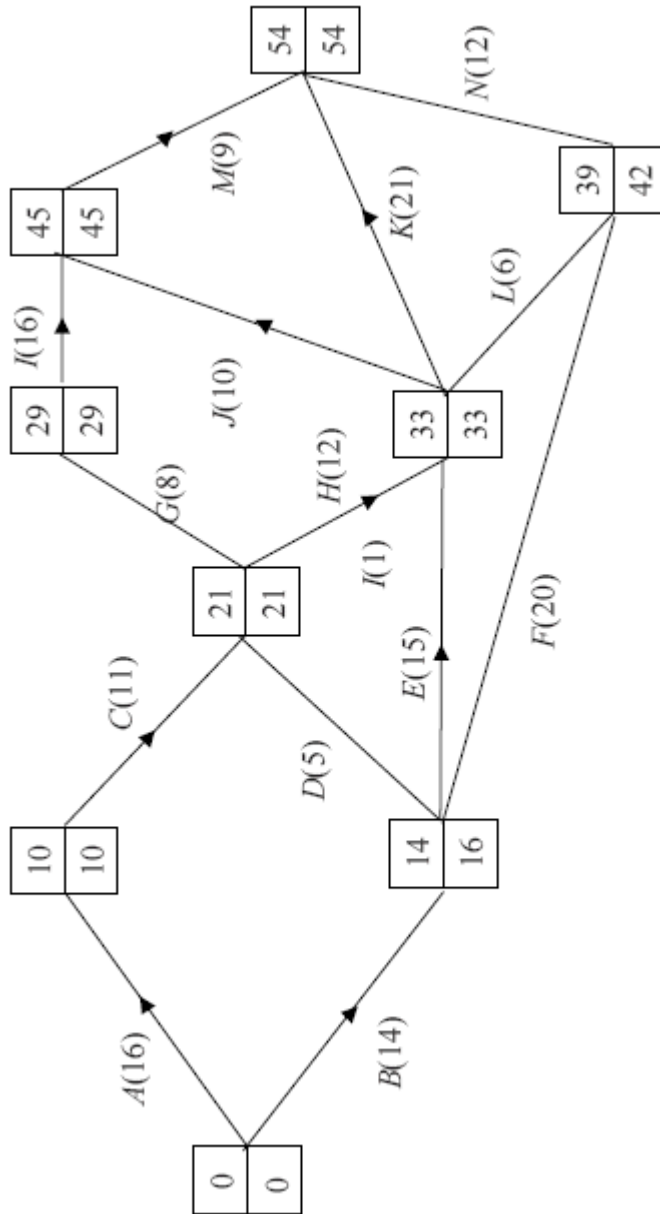 I(16)
10
29
45
10
29
45
C(11)
A(16)
G(8)
0
21
J(10)
M(9)
54
0
21
54
D(5)
H(12)
I(1)
B(14)
K(21)
14
E(15)
33
16
33
N(12)
L(6)
F(20)
39
42